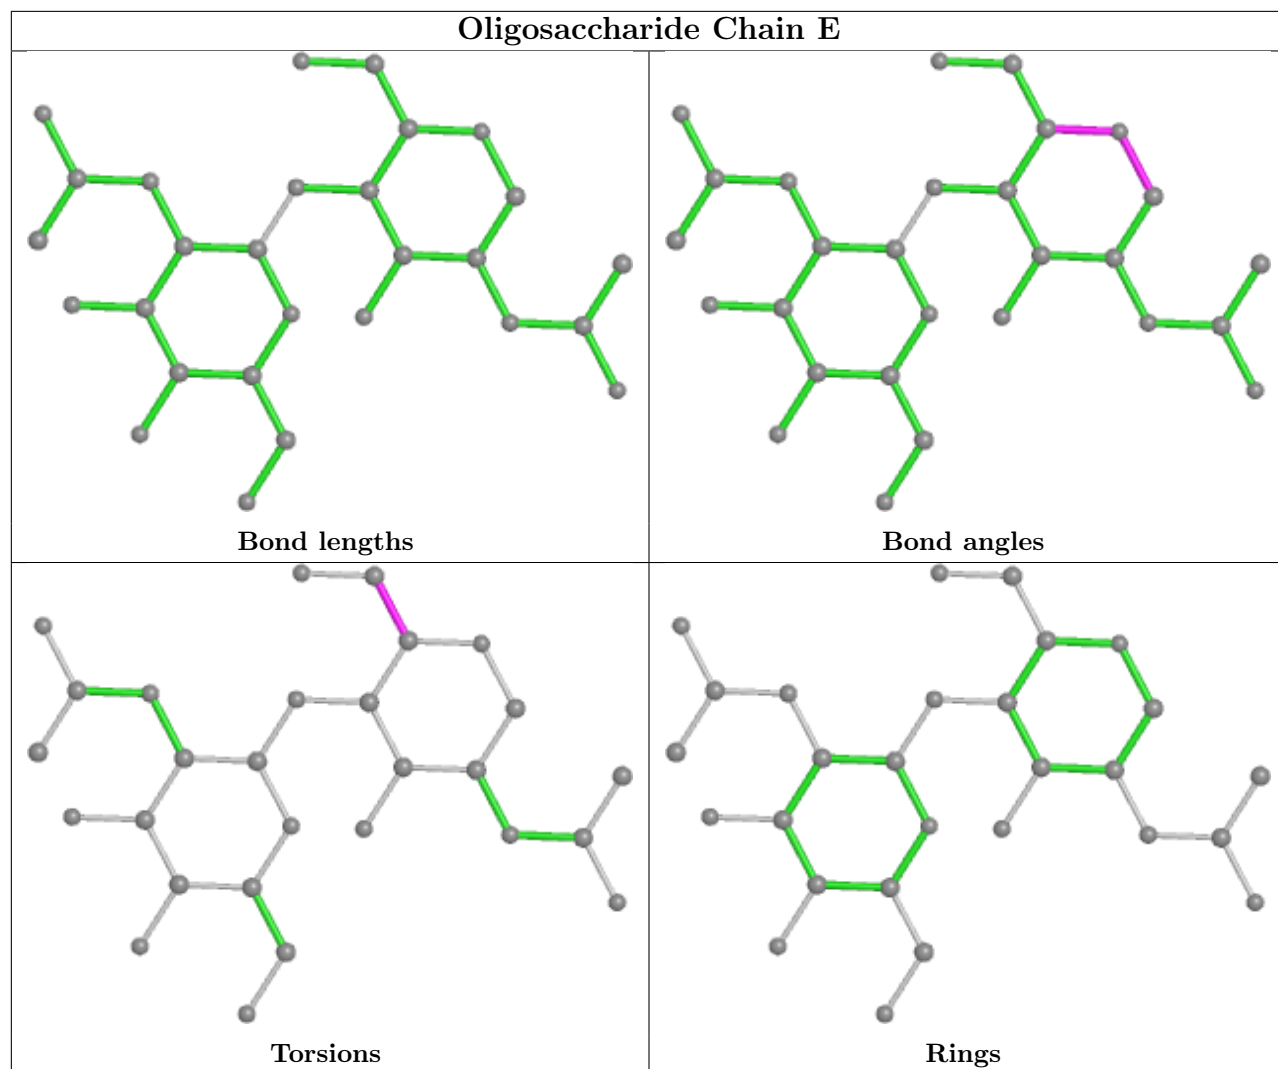 Oligosaccharide Chain E
Bond lengths
Bond angles
Torsions
Rings